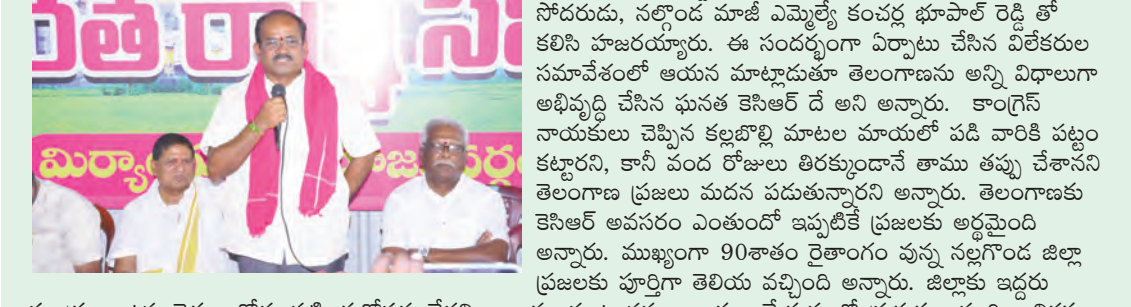 మిర్యాల
సోదరుడు, నల్గొండ మాజీ ఎమ్మెల్యే కంచర్ల భూపాల్ రెడ్డి తో
కలిసి హాజరయ్యారు. ఈ సందర్భంగా ఏర్పాటు చేసిన విలేకరుల
సమావేశంలో ఆయన మాట్లాడుతూ తెలంగాణను అన్ని విధాలుగా
అభివృద్ధి చేసిన ఘనత కెసిఆర్ దే అని అన్నారు. కాంగ్రెస్
నాయకులు చెప్పిన కల్లబొల్లి మాటల మాయలో పడి వారికి పట్టం
కట్టారని, కానీ వంద రోజులు తిరక్కుండానే తాము తప్పు చేశానని
తెలంగాణ ప్రజలు మదన పడుతున్నారని అన్నారు. తెలంగాణకు
కెసిఆర్ అవసరం ఎంతుందో ఇప్పటికే ప్రజలకు అర్థమైంది
అన్నారు. ముఖ్యంగా 90శాతం రైతాంగం వున్న నల్లగొండ జిల్లా
ప్రజలకు పూర్తిగా తెలియ వచ్చింది అన్నారు. జిల్లాకు ఇద్దరు